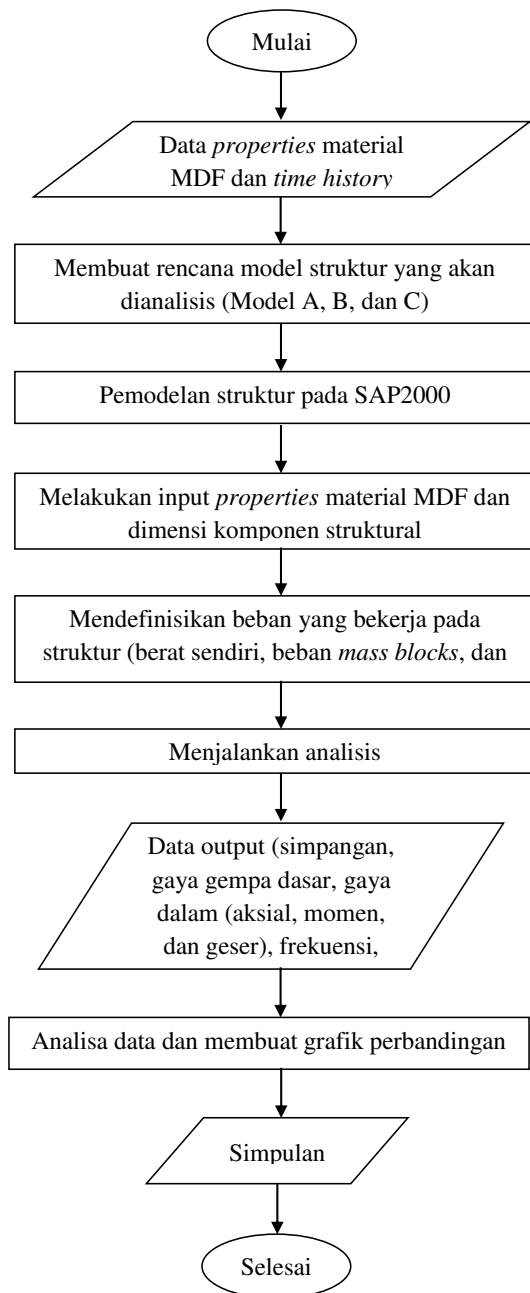 Mulai
Data properties material
MDF dan time history
Membuat rencana model struktur yang akan
dianalisis (Model A, B, dan C)
Pemodelan struktur pada SAP2000
Melakukan input properties material MDF dan
dimensi komponen struktural
Mendefinisikan beban yang bekerja pada
struktur (berat sendiri, beban mass blocks, dan
Menjalankan analisis
Data output (simpangan,
gaya gempa dasar, gaya
dalam (aksial, momen,
dan geser), frekuensi,
Analisa data dan membuat grafik perbandingan
Simpulan
Selesai